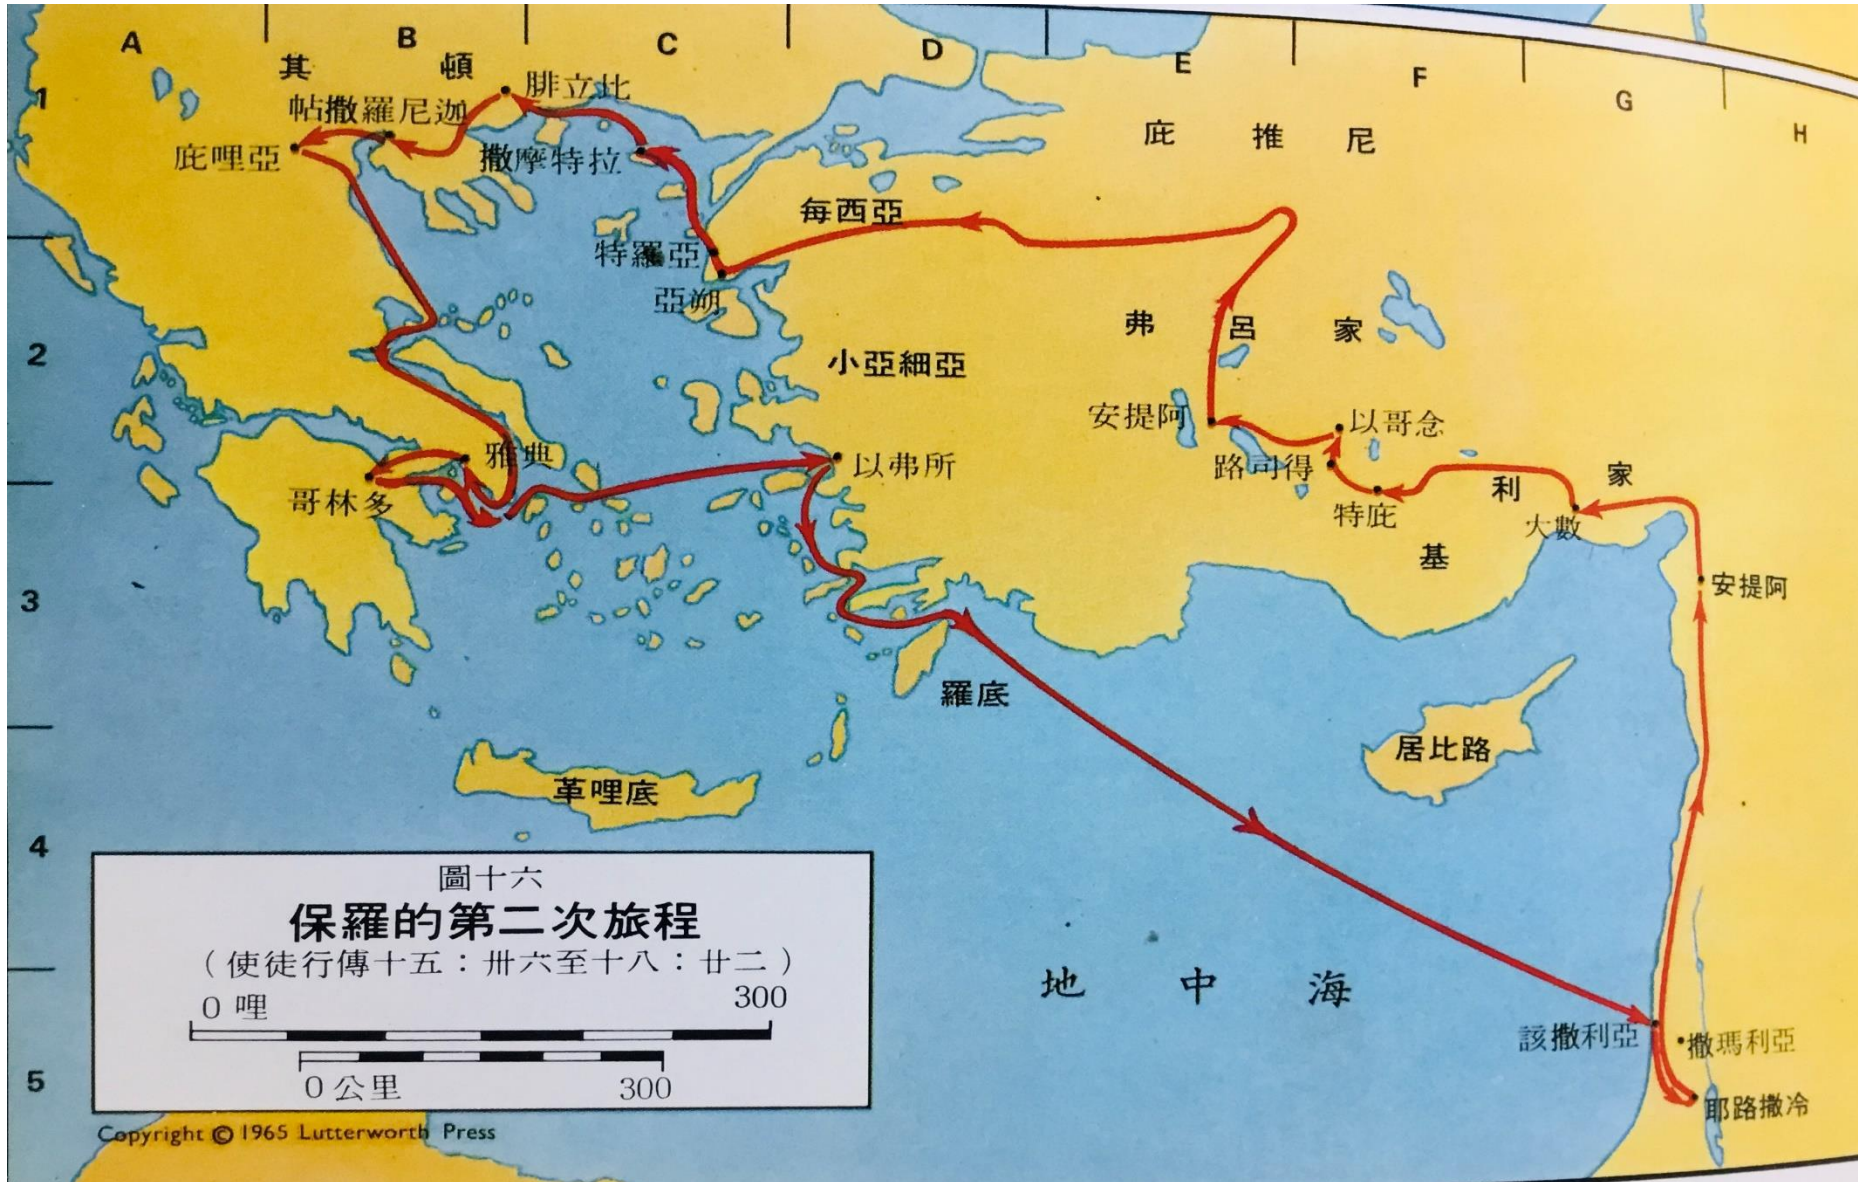 A B C D E F G H
1
2
3
4
5
其頓
腓立比
帖撒羅尼迦
庇哩亞
撒摩特拉
庇推尼
每西亞
特羅亞
亞朔
弗呂家
小亞細亞
安提阿
以哥念
雅典
以弗所
路司得
哥林多
特庇
利家
大數
基
安提阿
羅底
居比路
革哩底
地中海
該撒利亞
撒瑪利亞
耶路撒冷
圖十六
保羅的第二次旅程
（使徒行傳十五：卅六至十八：廿二）
0 哩 300
0 公里 300
Copyright © 1965 Lutterworth Press